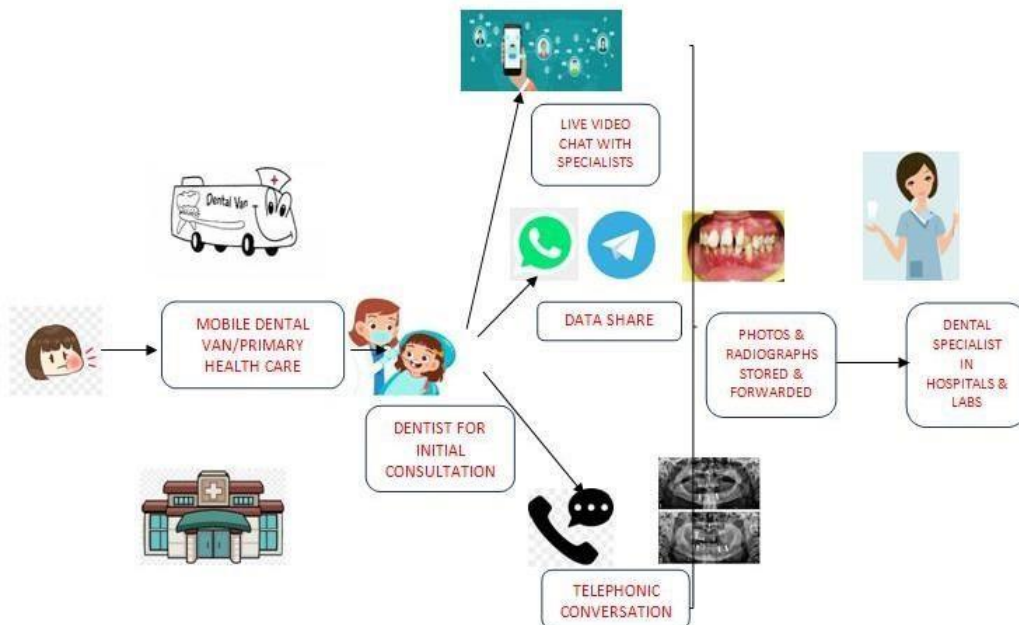 LIVE VIDEO
CHAT WITH
SPECIALISTS
Dental Van
MOBILE DENTAL
VAN/PRIMARY
HEALTH CARE
DATA SHARE
PHOTOS &
RADIOGRAPHS
STORED &
FORWARDED
DENTAL
SPECIALIST
IN
HOSPITALS &
LABS
DENTIST FOR
INITIAL
CONSULTATION
TELEPHONIC
CONVERSATION